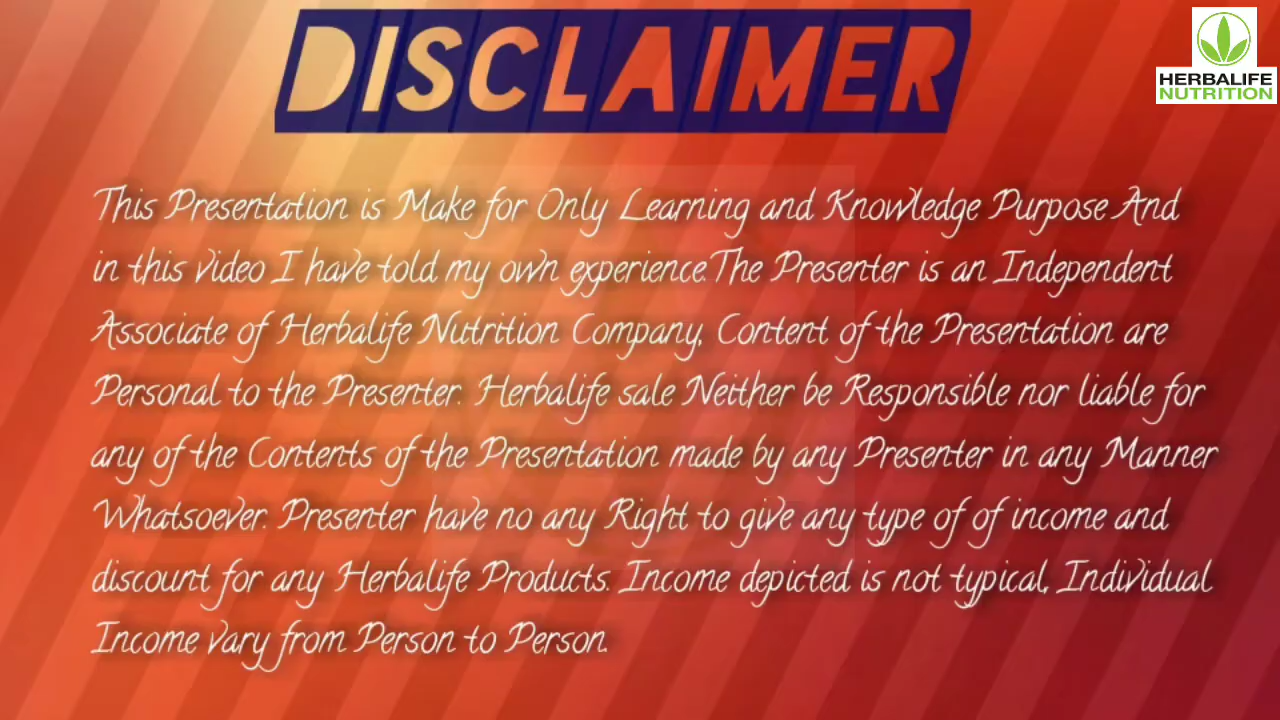 DISCLAIMER
HERBALIFE
NUTRITION
This Presentation is Make for Only Learning and Knowledge Purpose And
in this video I have told my own experience.The Presenter is an Independent
Associate of Herbalife Nutrition Company, Content of the Presentation are
Personal to the Presenter. Herbalife sale Neither be Responsible nor liable for
any of the Contents of the Presentation made by any Presenter in any Manner
Whatsoever. Presenter have no any Right to give any type of of income and
discount for any Herbalife Products. Income depicted is not typical, Individual
Income vary from Person to Person.